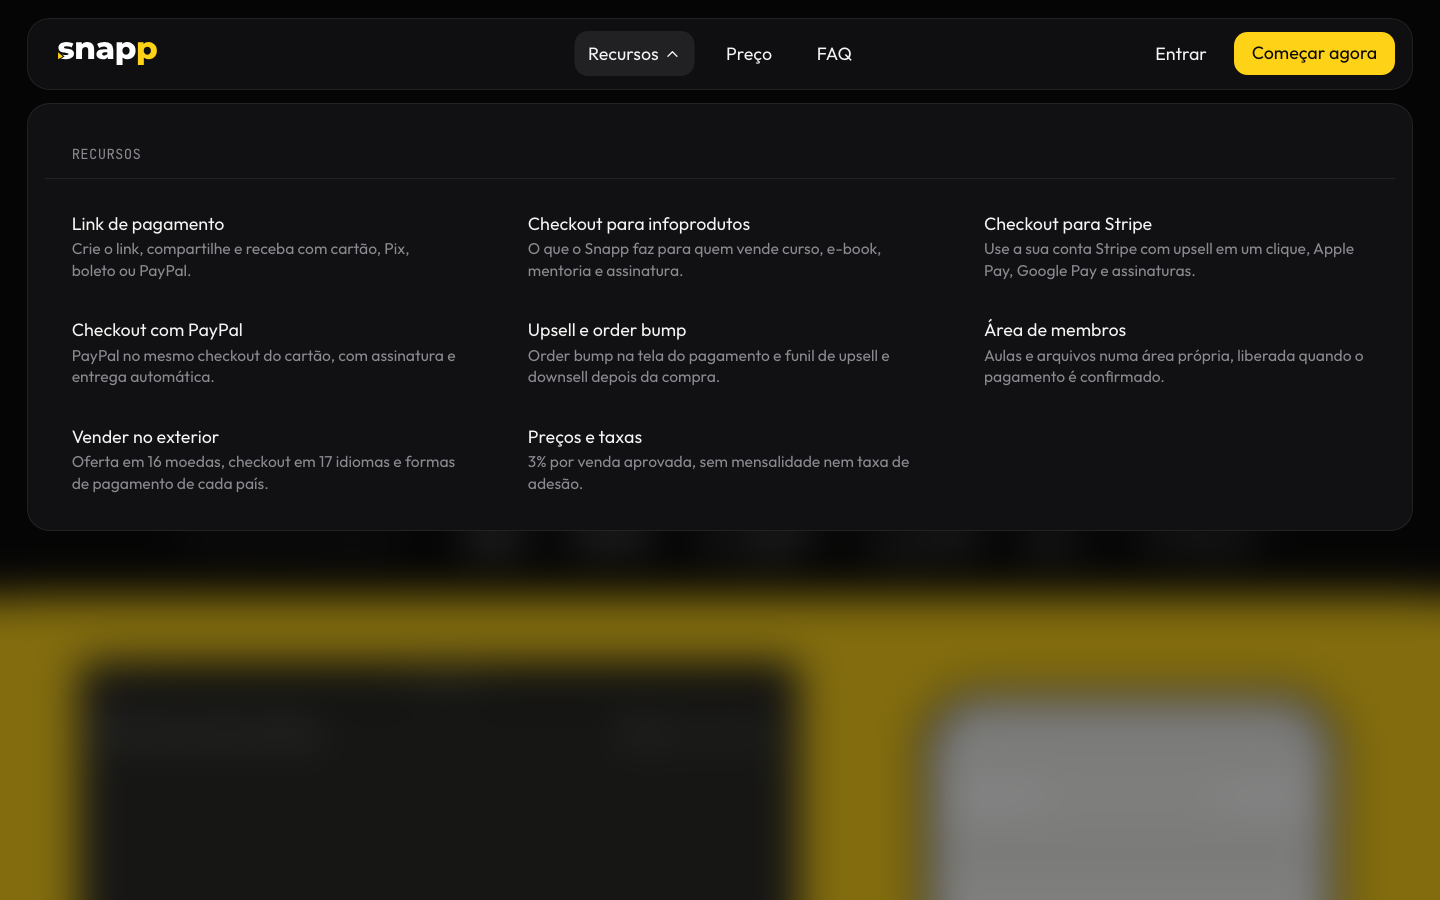 snapp
Recursos
Preço
FAQ
Entrar
Começar agora
RECURSOS
Link de pagamento
Crie o link, compartilhe e receba com cartão, Pix,
boleto ou PayPal.
Checkout para infoprodutos
O que o Snapp faz para quem vende curso, e-book,
mentoria e assinatura.
Checkout para Stripe
Use a sua conta Stripe com upsell em um clique, Apple
Pay, Google Pay e assinaturas.
Checkout com PayPal
PayPal no mesmo checkout do cartão, com assinatura e
entrega automática.
Upsell e order bump
Order bump na tela do pagamento e funil de upsell e
downsell depois da compra.
Área de membros
Aulas e arquivos numa área própria, liberada quando o
pagamento é confirmado.
Vender no exterior
Oferta em 16 moedas, checkout em 17 idiomas e formas
de pagamento de cada país.
Preços e taxas
3% por venda aprovada, sem mensalidade nem taxa de
adesão.